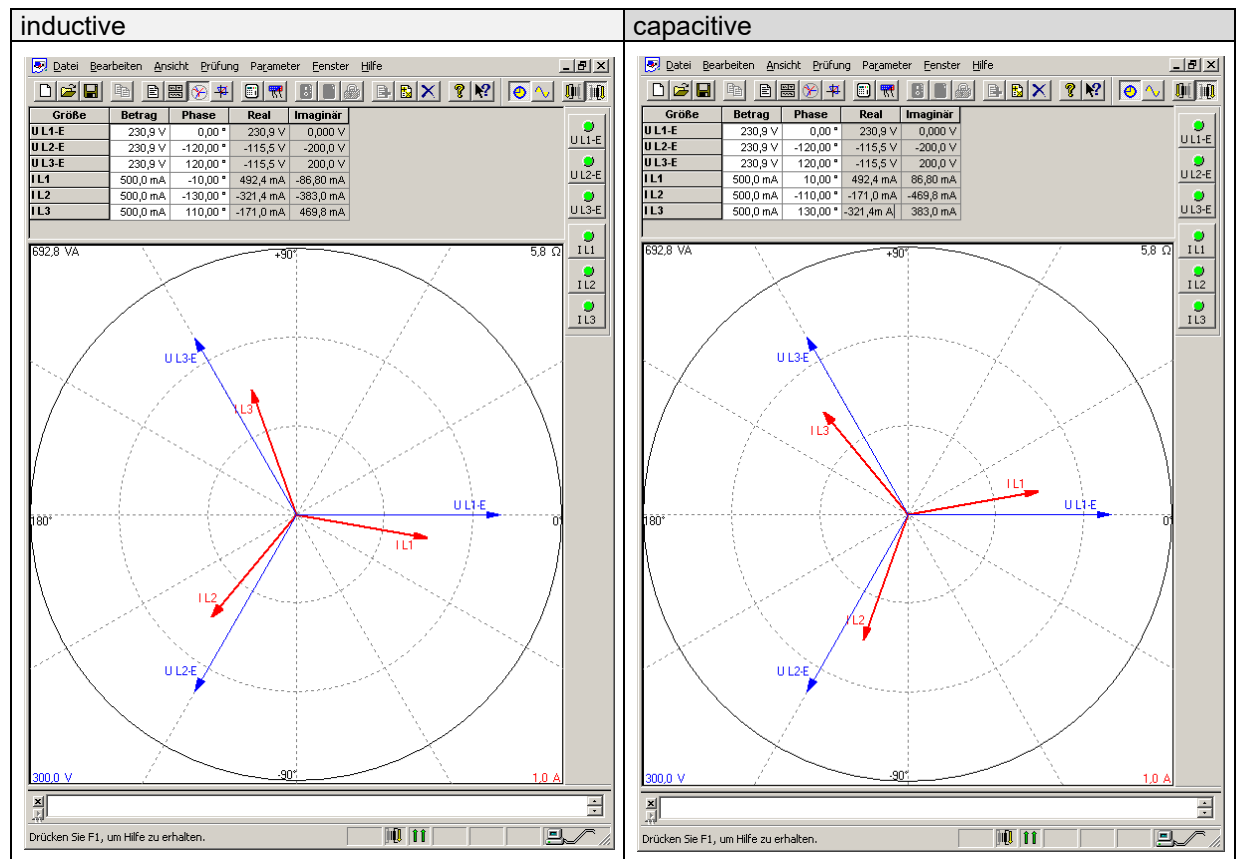 inductive
Datei Bearbeiten Ansicht Prüfung Parameter Fenster Hilfe
Größe Betrag Phase Real Imaginär
U L1-E 230,9 V 0,00 ° 230,9 V 0,000 V
U L2-E 230,9 V -120,00 ° -115,5 V -200,0 V
U L3-E 230,9 V 120,00 ° -115,5 V 200,0 V
I L1 500,0 mA -10,00 ° 492,4 mA -86,80 mA
I L2 500,0 mA -130,00 ° -321,4 mA -383,0 mA
I L3 500,0 mA 110,00 ° -171,0 mA 469,8 mA
U L1-E
U L2-E
U L3-E
I L1
I L2
I L3
692,8 VA +90° 5,8 Ω
U L3-E
I L3
U L1-E
180° 0°
I L1
I L2
U L2-E
300,0 V -90° 1,0 A
Drücken Sie F1, um Hilfe zu erhalten.
capacitive
Datei Bearbeiten Ansicht Prüfung Parameter Fenster Hilfe
Größe Betrag Phase Real Imaginär
U L1-E 230,9 V 0,00 ° 230,9 V 0,000 V
U L2-E 230,9 V -120,00 ° -115,5 V -200,0 V
U L3-E 230,9 V 120,00 ° -115,5 V 200,0 V
I L1 500,0 mA 10,00 ° 492,4 mA 86,80 mA
I L2 500,0 mA -110,00 ° -171,0 mA -469,8 mA
I L3 500,0 mA 130,00 ° -321,4m A 383,0 mA
U L1-E
U L2-E
U L3-E
I L1
I L2
I L3
692,8 VA +90° 5,8 Ω
U L3-E
I L3
I L1
U L1-E
180° 0°
I L2
U L2-E
300,0 V -90° 1,0 A
Drücken Sie F1, um Hilfe zu erhalten.